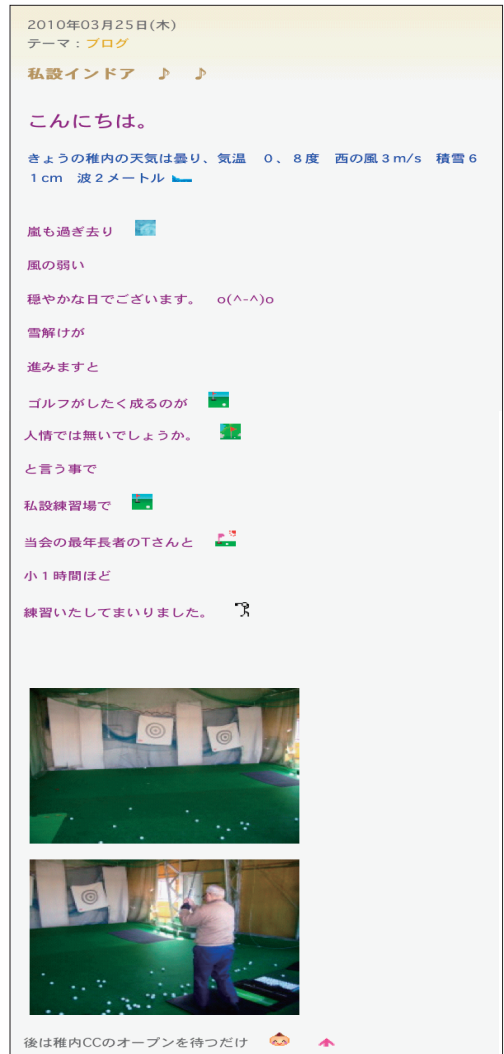 2010年03月25日(木)
テーマ：ブログ
私設インドア　♪　♪
こんにちは。
きょうの稚内の天気は曇り、気温　０、８度　西の風３m/s　積雪６
１cm　波２メートル
嵐も過ぎ去り
風の弱い
穏やかな日でございます。　o(^-^)o
雪解けが
進みますと
ゴルフがしたく成るのが
人情では無いでしょうか。
と言う事で
私設練習場で
当会の最年長者のTさんと
小１時間ほど
練習いたしてまいりました。
後は稚内CCのオープンを待つだけ